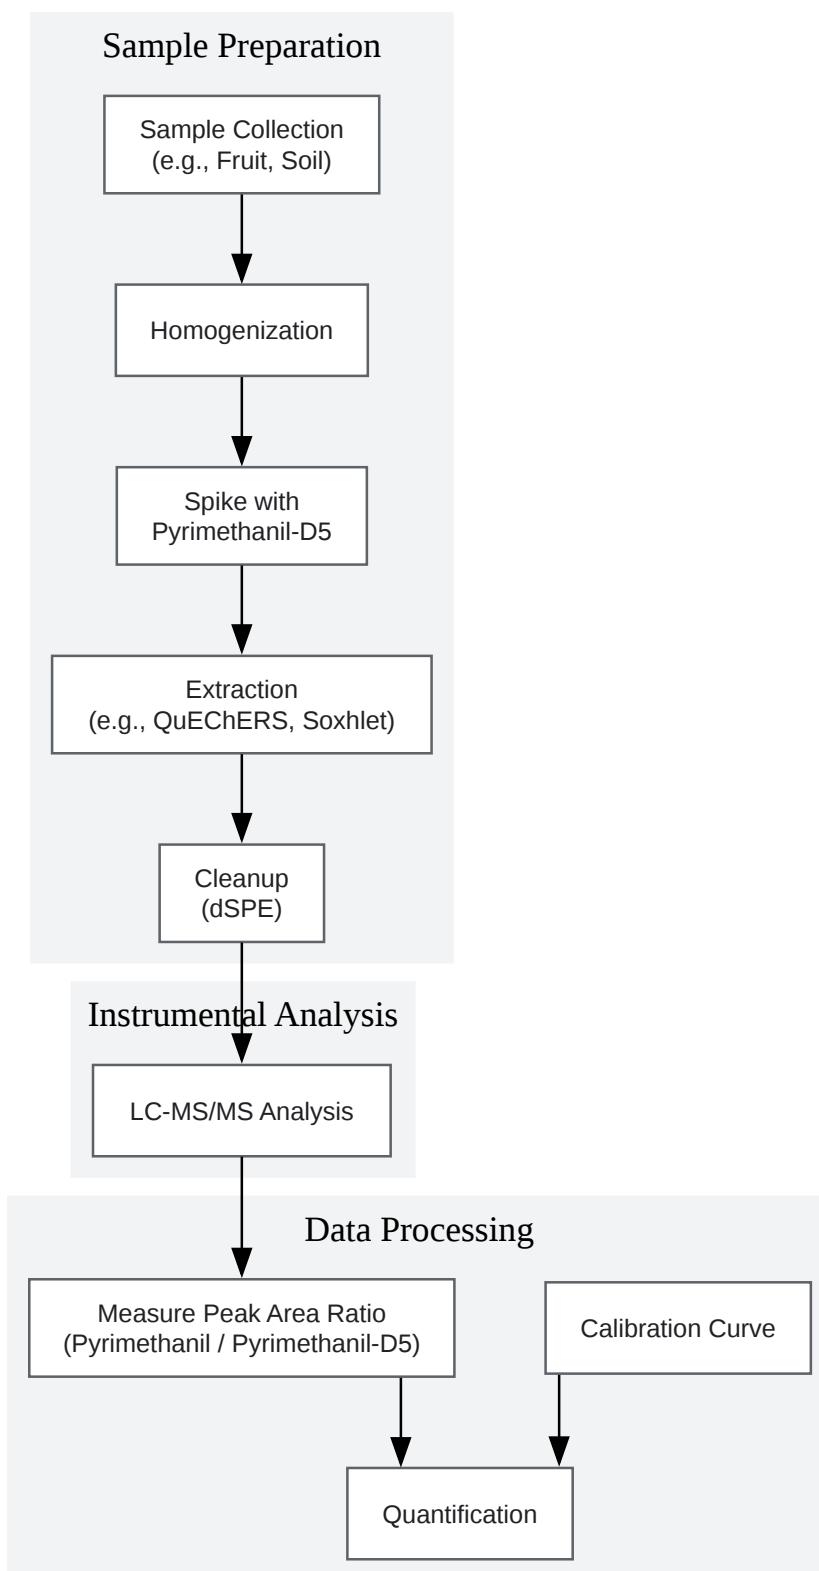 Sample Preparation
Sample Collection
(e.g., Fruit, Soil)
Homogenization
Spike with
Pyrimethanil-D5
Extraction
(e.g., QuEChERS, Soxhlet)
Cleanup
(dSPE)
Instrumental Analysis
LC-MS/MS Analysis
Data Processing
Measure Peak Area Ratio
(Pyrimethanil / Pyrimethanil-D5)
Calibration Curve
Quantification